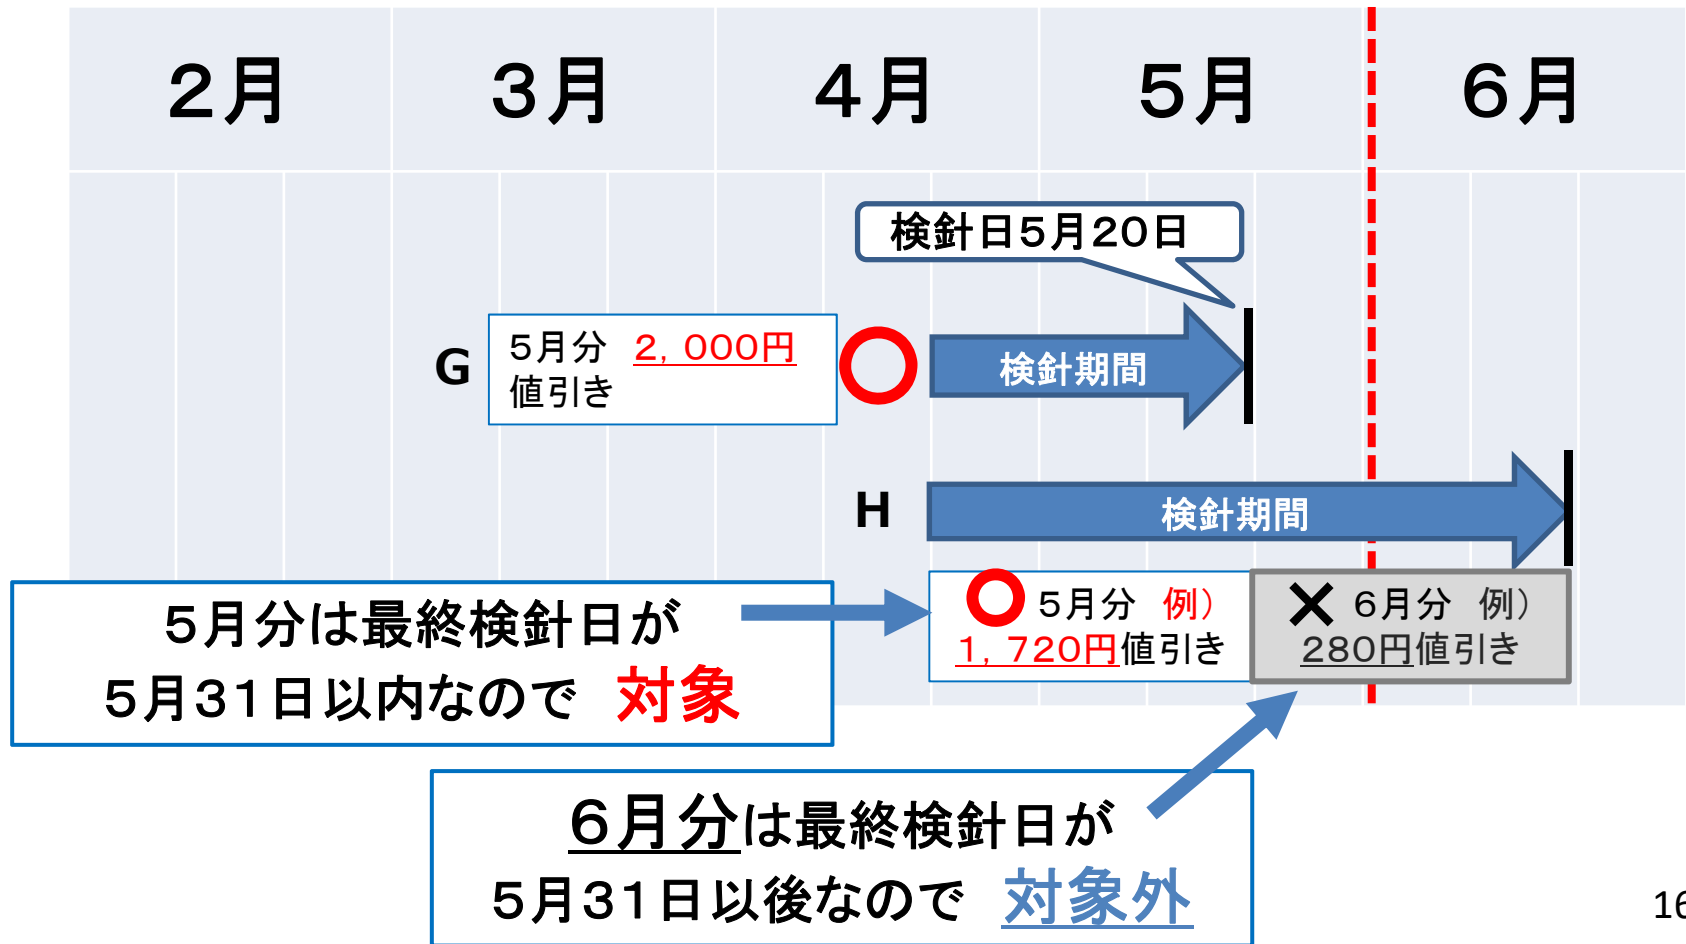 2月 3月 4月 5月 6月
検針日5月20日
G
5月分 2,000円
値引き
検針期間
H
検針期間
5月分 例)
1,720円値引き
6月分 例)
280円値引き
5月分は最終検針日が
5月31日以内なので 対象
6月分は最終検針日が
5月31日以後なので 対象外
16